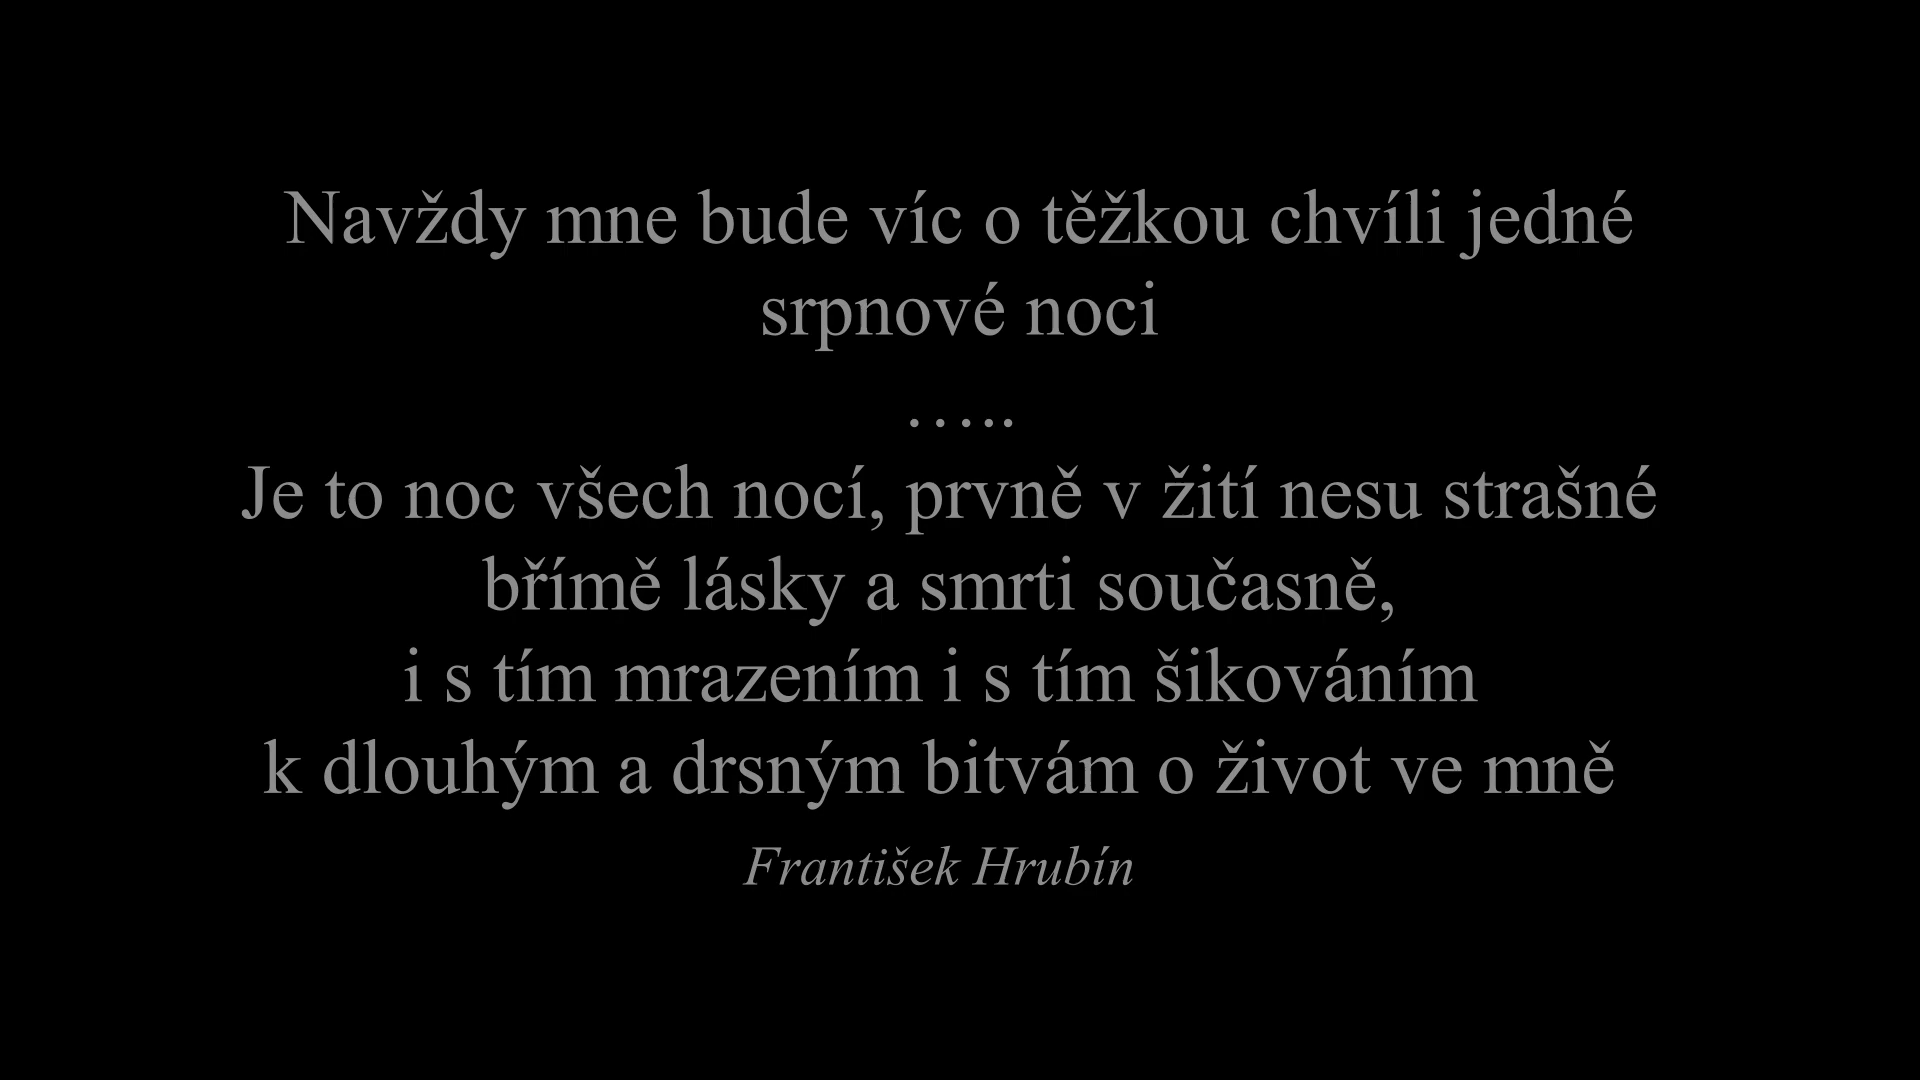 Navždy mne bude víc o těžkou chvíli jedné
srpnové noci
…..
Je to noc všech nocí, prvně v žití nesu strašné
břímě lásky a smrti současně,
i s tím mrazením i s tím šikováním
k dlouhým a drsným bitvám o život ve mně
František Hrubín